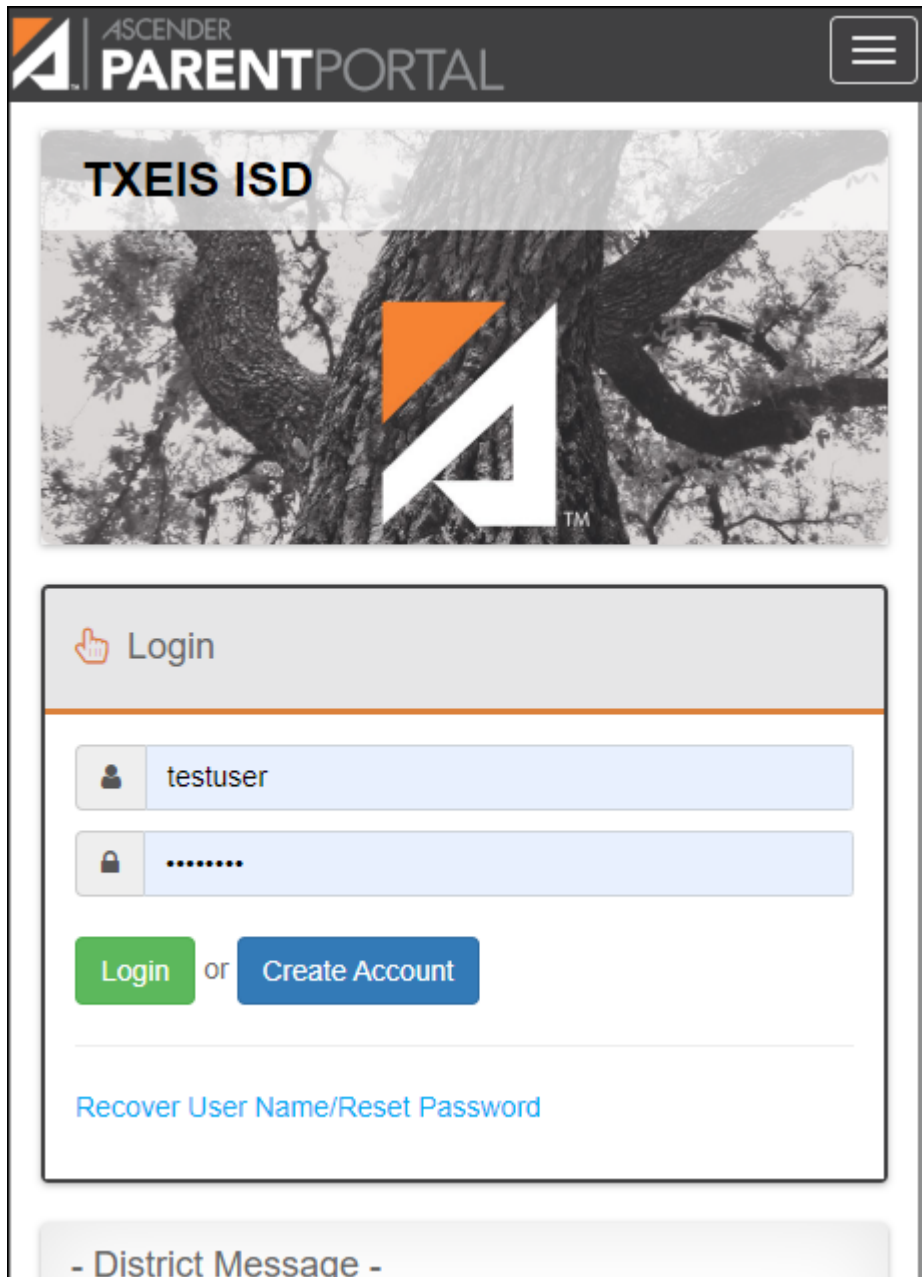 ASCENDER
PARENTPORTAL
TXEIS ISD
TM
Login
testuser
••••••••
Login or Create Account
Recover User Name/Reset Password
- District Message -